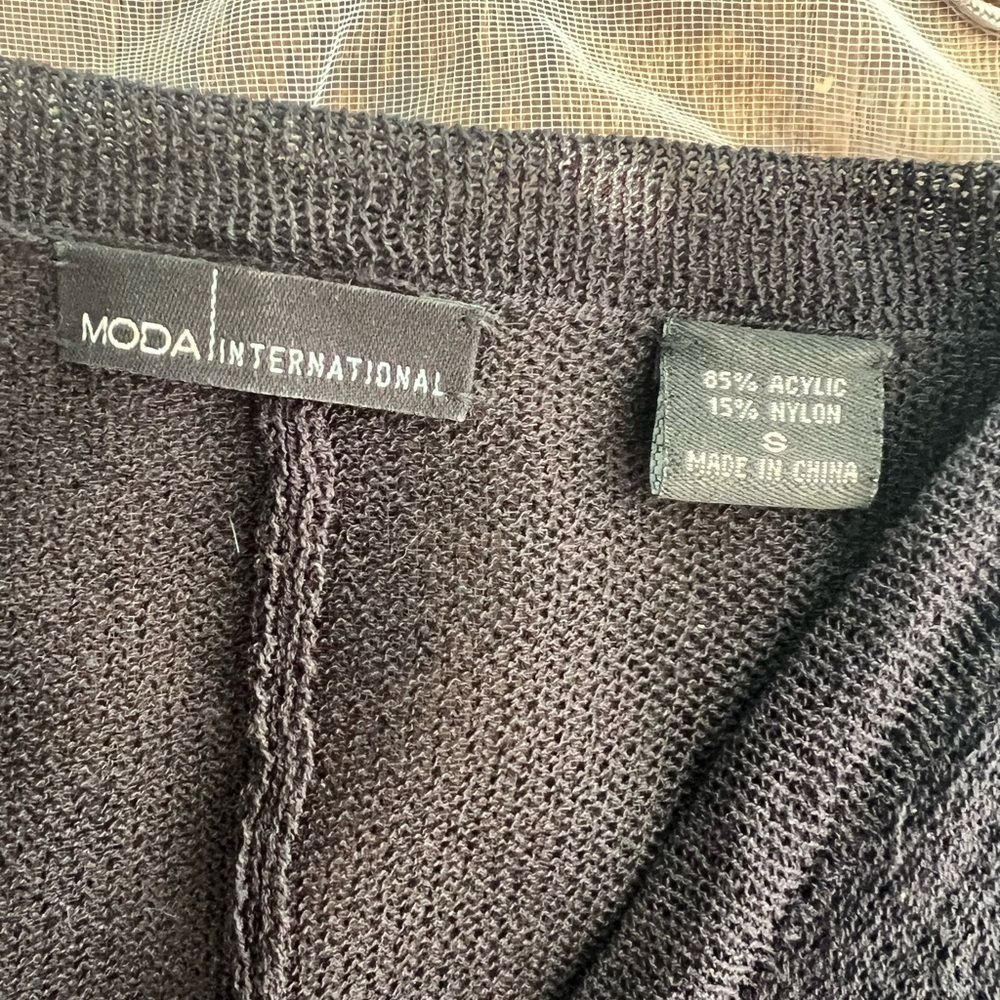 MODA INTERNATIONAL
85% ACYLIC
15% NYLON
S
MADE IN CHINA